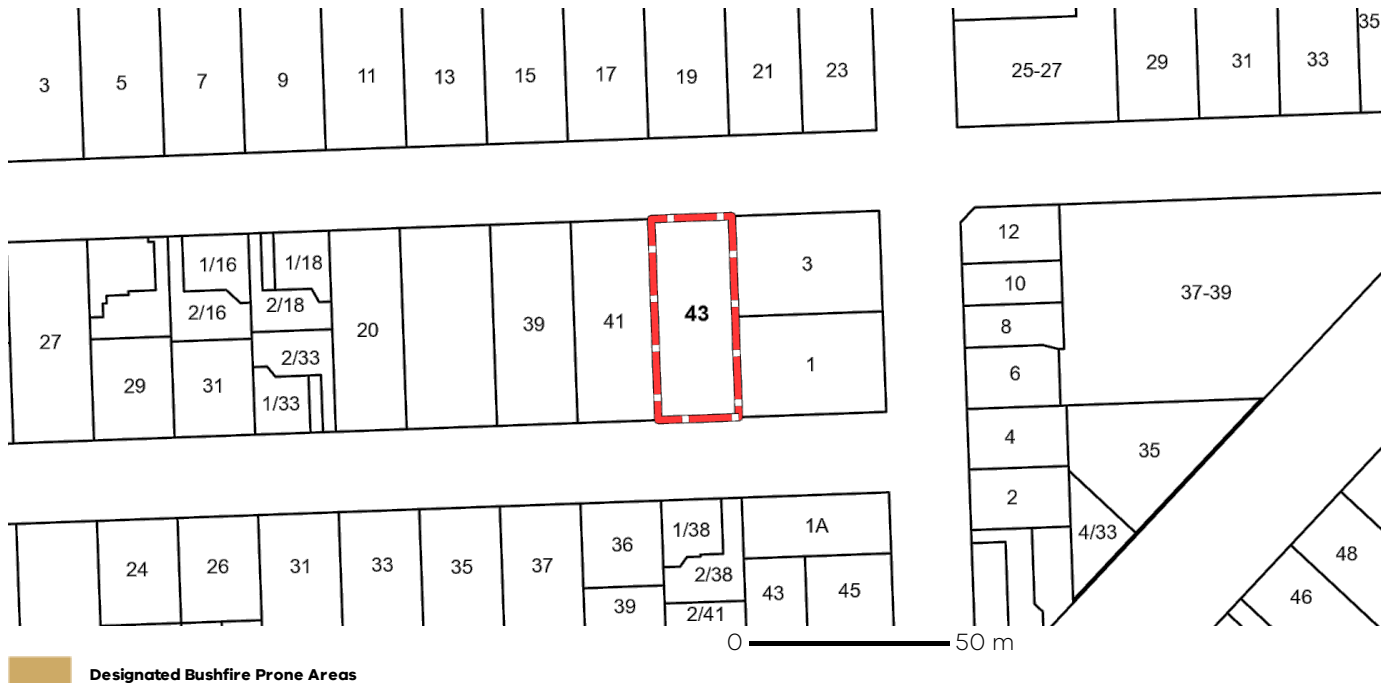 3 5 7 9 11 13 15 17 19 21 23 25-27 29 31 33 35
27 1/16 2/16 1/18 2/18 20 39 41 43 3 12 10 37-39
29 31 2/33 1/33 1 8 6
4 35
2 4/33
24 26 31 33 35 37 36 1/38 2/38 1A 48
39 2/41 43 45 46
0 50 m
Designated Bushfire Prone Areas